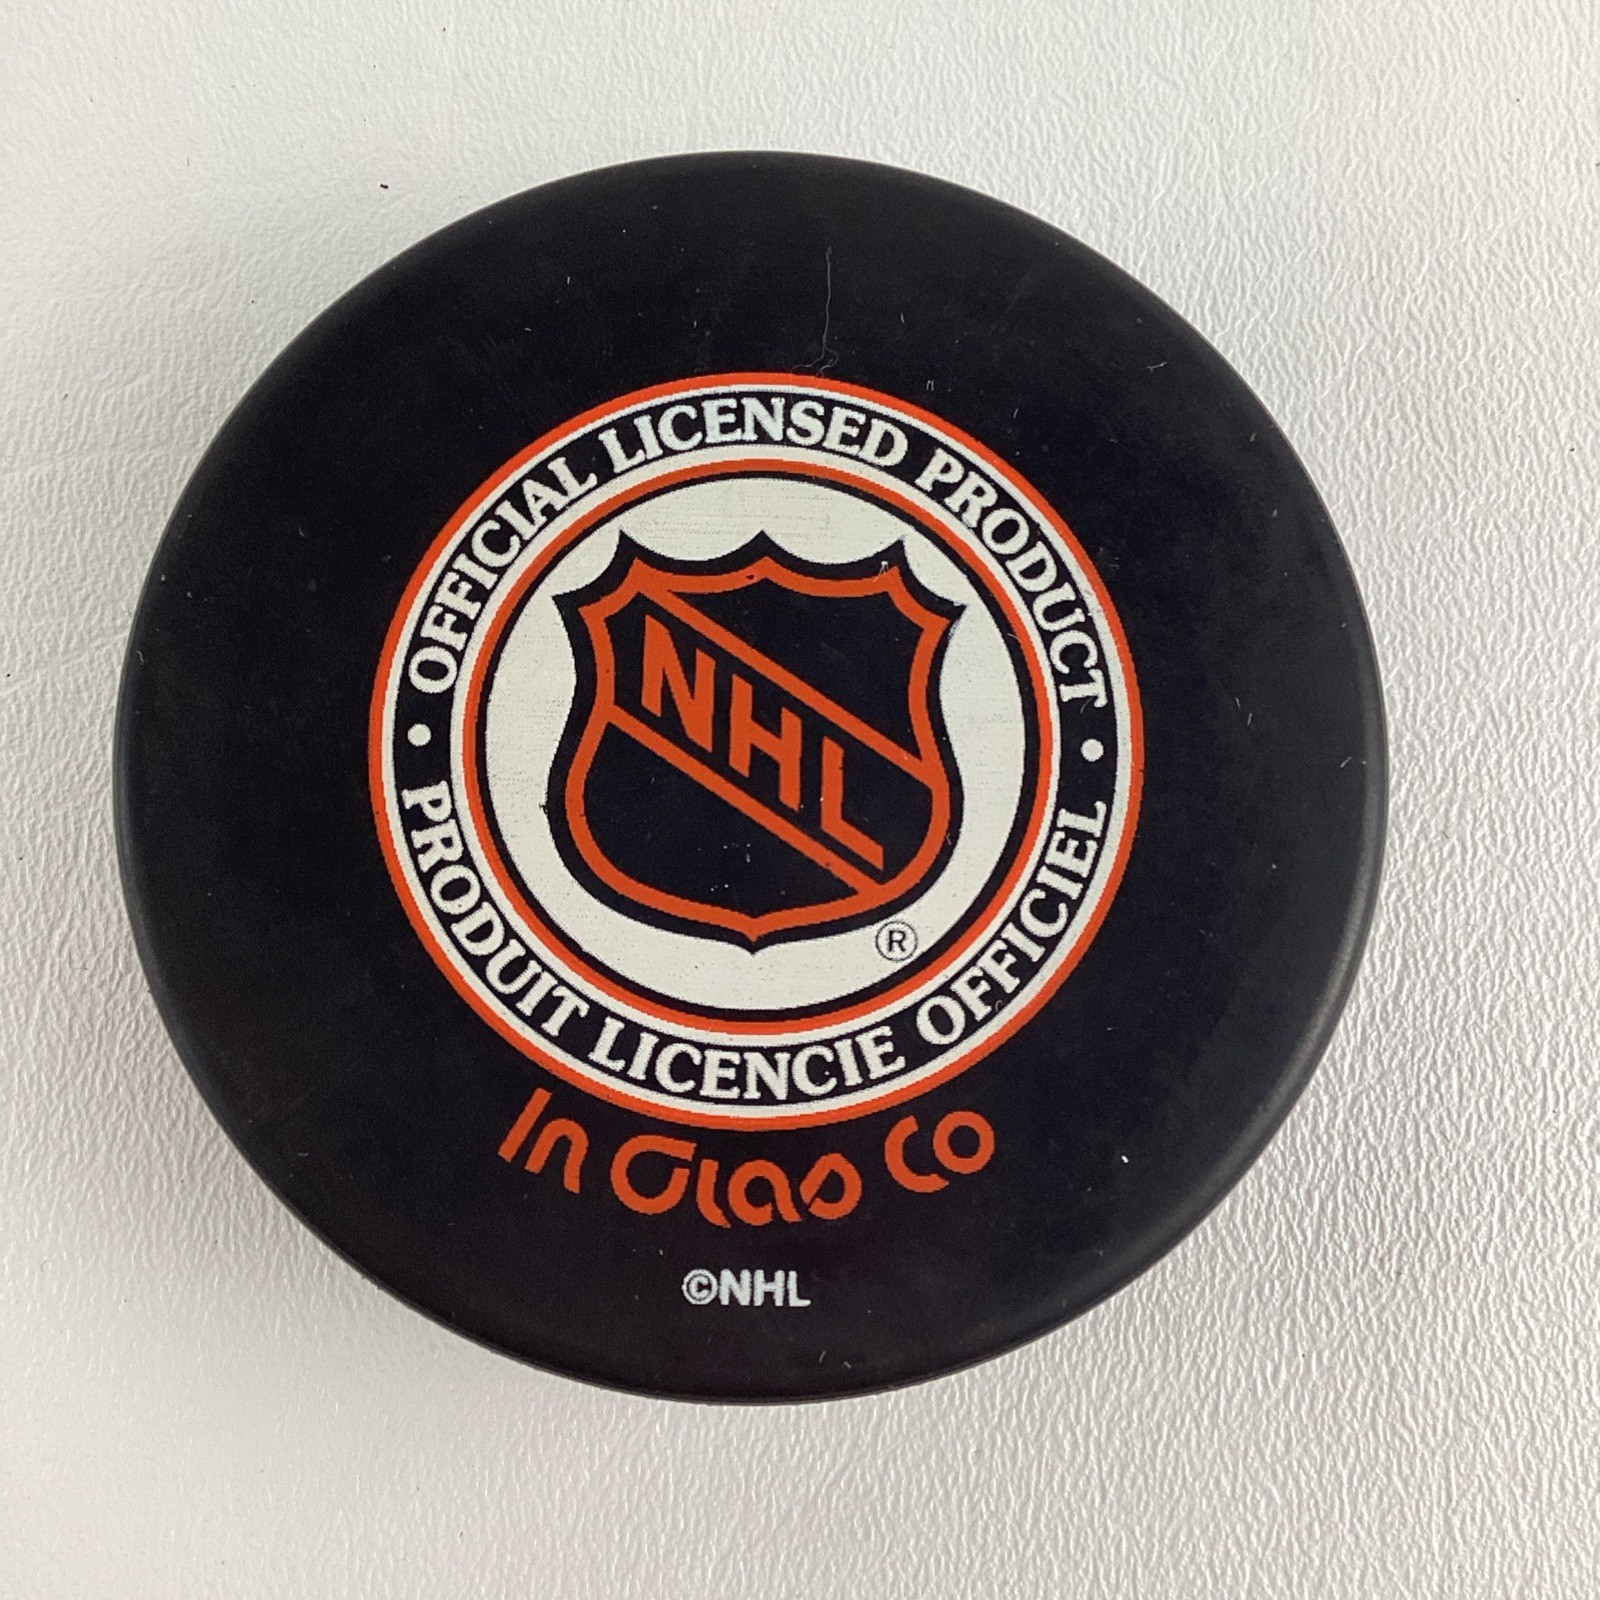 OFFICIAL LICENSED PRODUCT
NHL
®
• PRODUIT LICENCIE OFFICIEL •
In Glas Co
©NHL